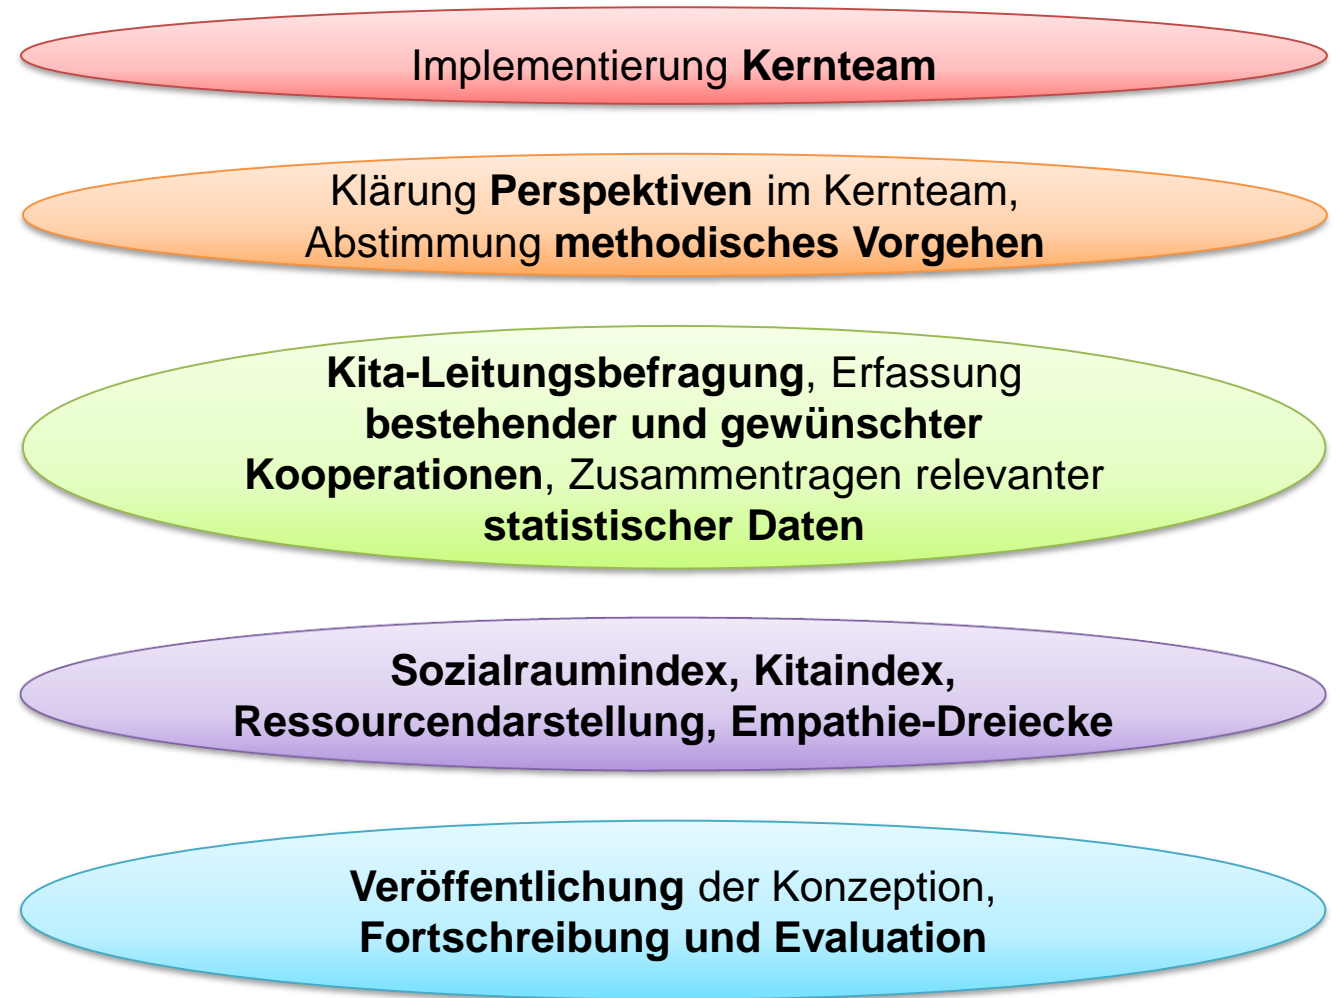 Implementierung Kernteam
Klärung Perspektiven im Kernteam,
Abstimmung methodisches Vorgehen
Kita-Leitungsbefragung, Erfassung
bestehender und gewünschter
Kooperationen, Zusammentragen relevanter
statistischer Daten
Sozialraumindex, Kitaindex,
Ressourcendarstellung, Empathie-Dreiecke
Veröffentlichung der Konzeption,
Fortschreibung und Evaluation